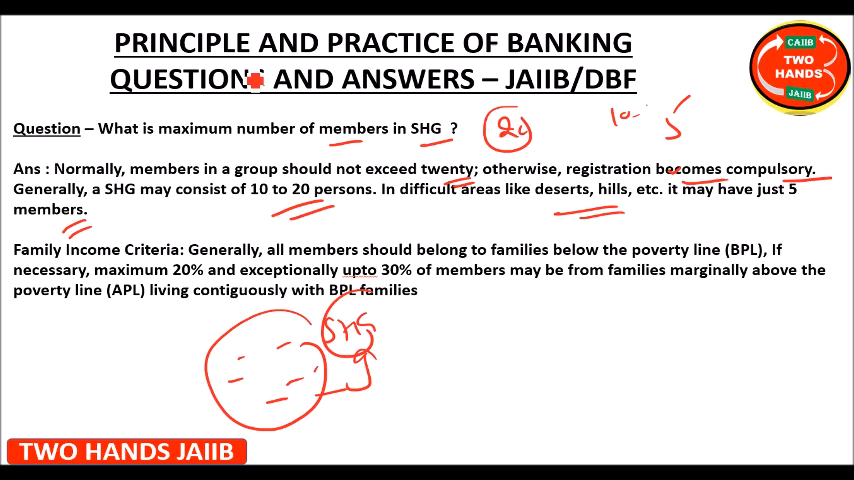 PRINCIPLE AND PRACTICE OF BANKING
QUESTIONS AND ANSWERS – JAIIB/DBF
CAIIB
TWO
HANDS
JAIIB
Question – What is maximum number of members in SHG ?
20
10-
5
Ans : Normally, members in a group should not exceed twenty; otherwise, registration becomes compulsory.
Generally, a SHG may consist of 10 to 20 persons. In difficult areas like deserts, hills, etc. it may have just 5
members.
Family Income Criteria: Generally, all members should belong to families below the poverty line (BPL), If
necessary, maximum 20% and exceptionally upto 30% of members may be from families marginally above the
poverty line (APL) living contiguously with BPL families
SHG
TWO HANDS JAIIB